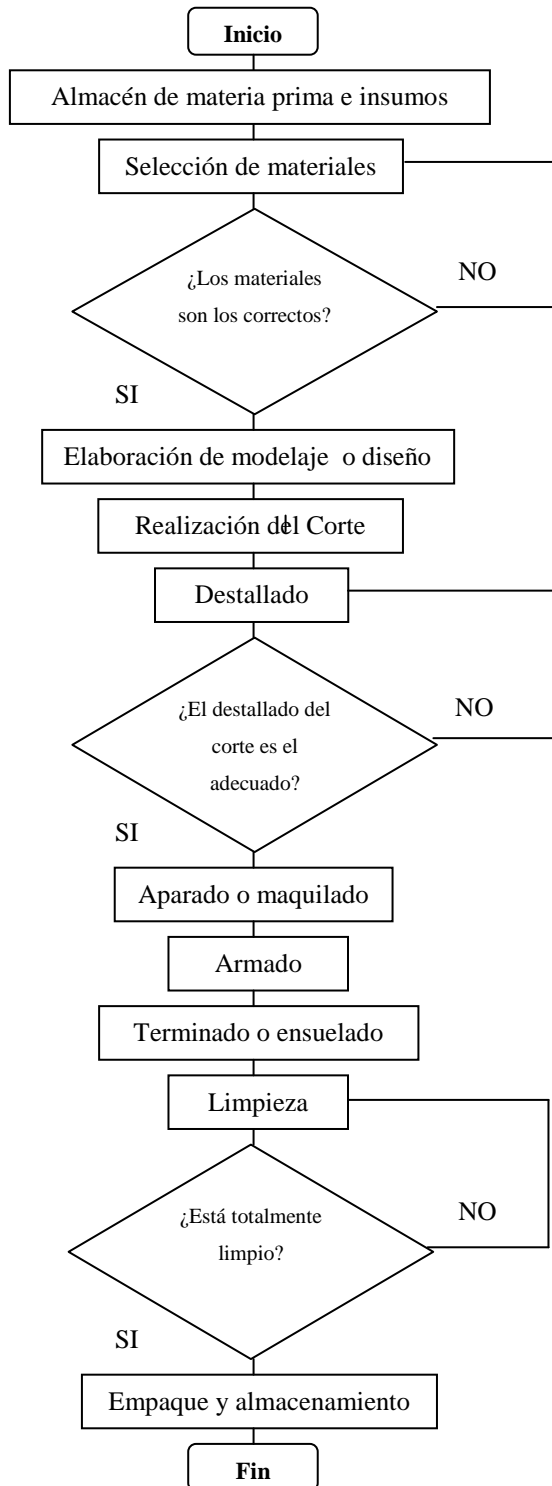 Inicio
Almacén de materia prima e insumos
Selección de materiales
¿Los materiales
son los correctos?
NO
SI
Elaboración de modelaje o diseño
Realización del Corte
Destallado
¿El destallado del
corte es el
adecuado?
NO
SI
Aparado o maquilado
Armado
Terminado o ensuelado
Limpieza
¿Está totalmente
limpio?
NO
SI
Empaque y almacenamiento
Fin